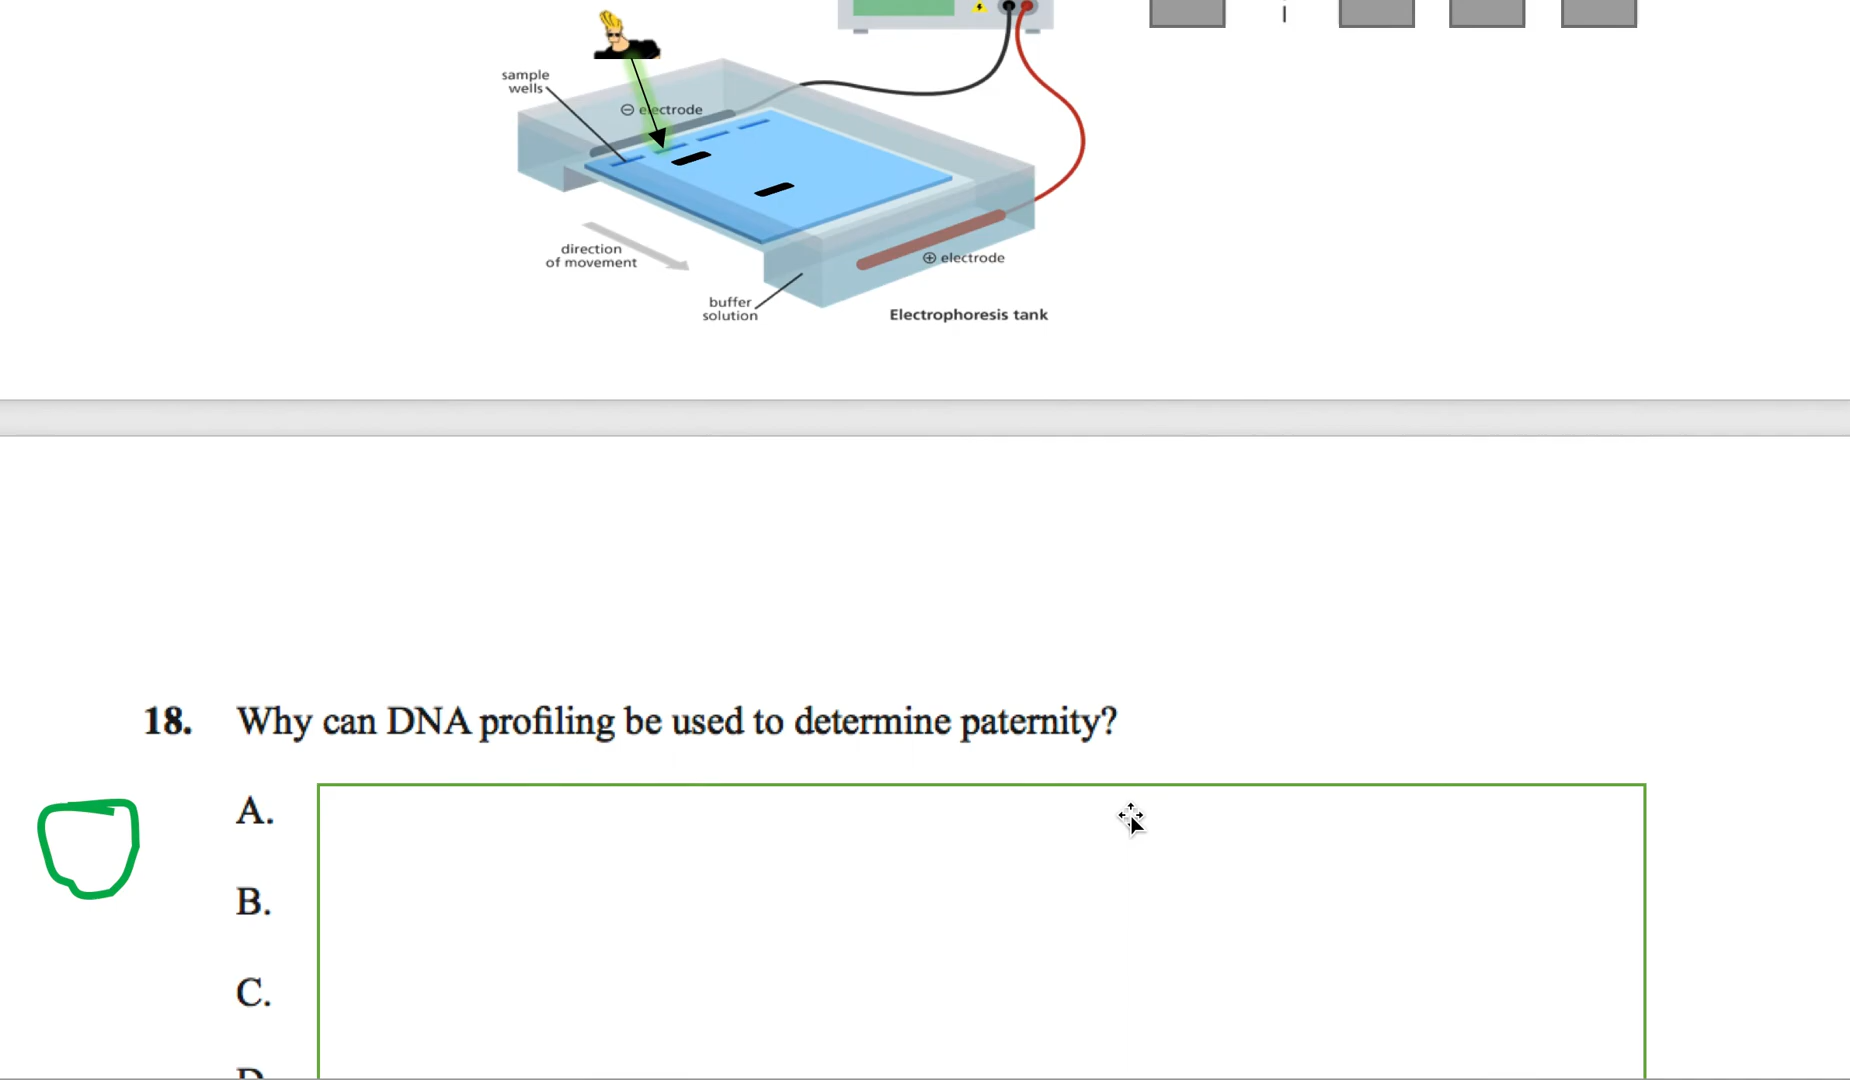 sample
wells
⊖ electrode
direction
of movement
⊕ electrode
buffer
solution
Electrophoresis tank
18. Why can DNA profiling be used to determine paternity?
A.
B.
C.
D.